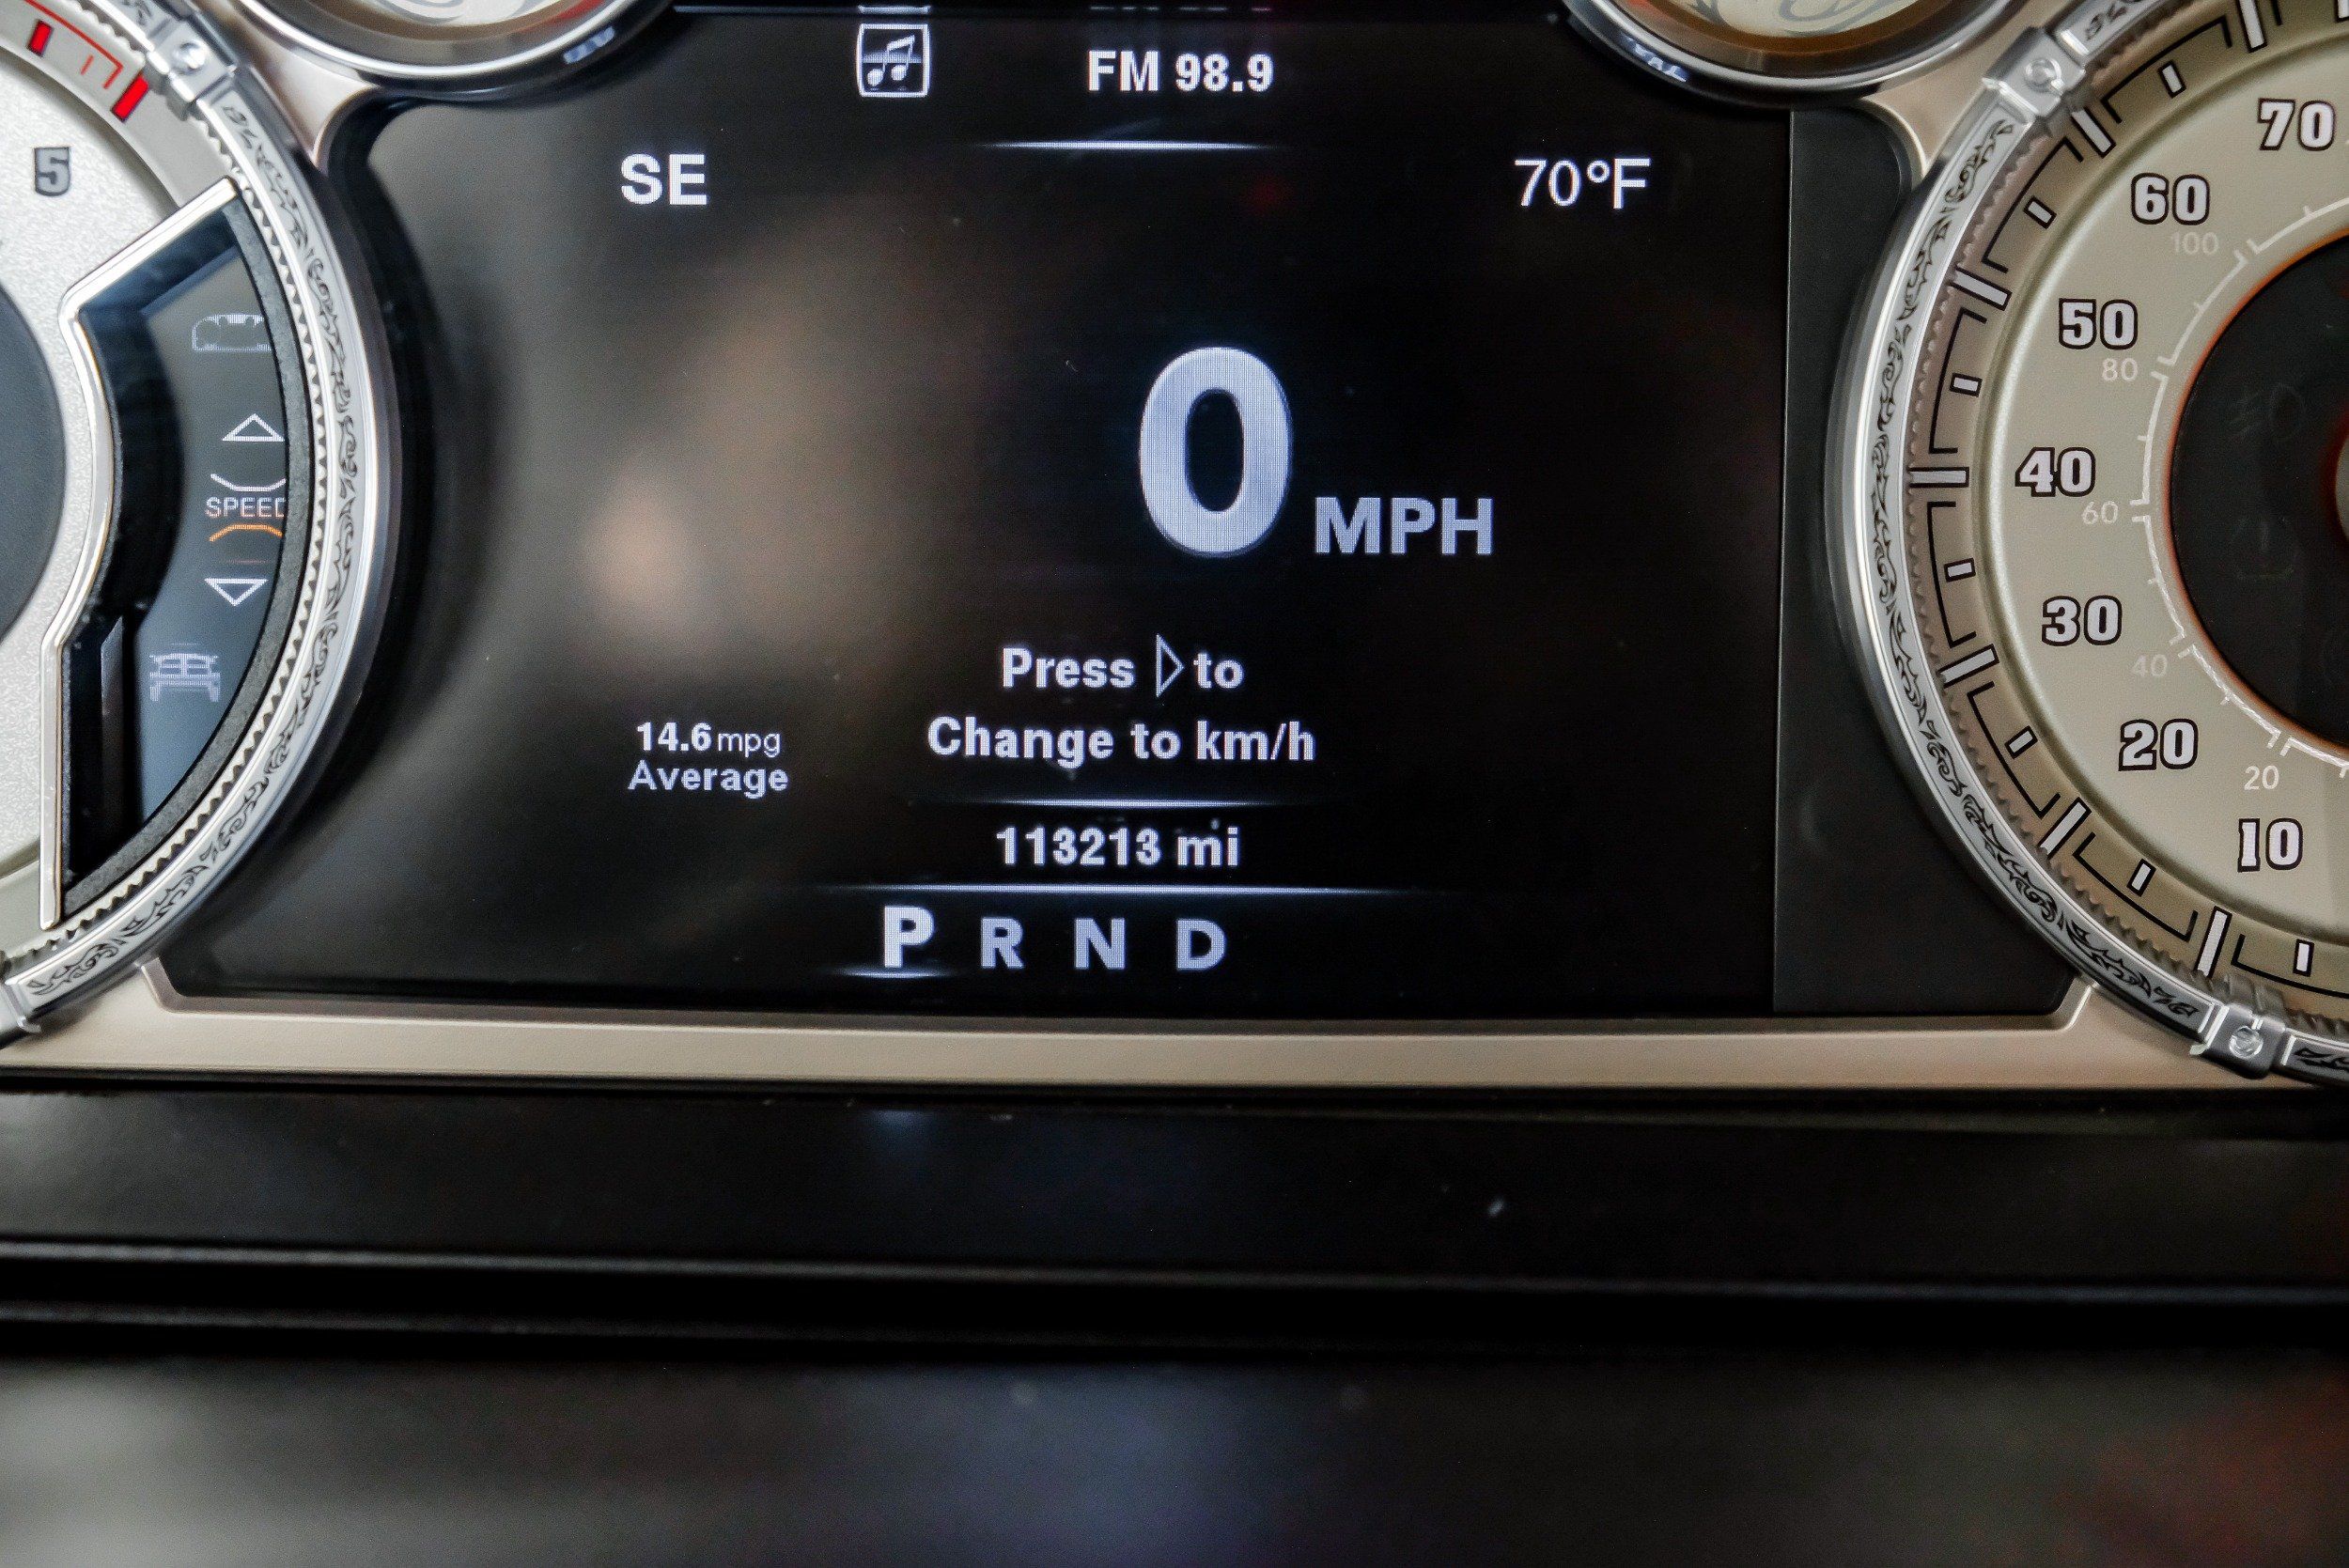 FM 98.9
SE
70°F
0 MPH
Press ▷ to
Change to km/h
14.6 mpg
Average
113213 mi
P R N D
5
SPEED
70
60
100
50
80
40
60
30
40
20
20
10